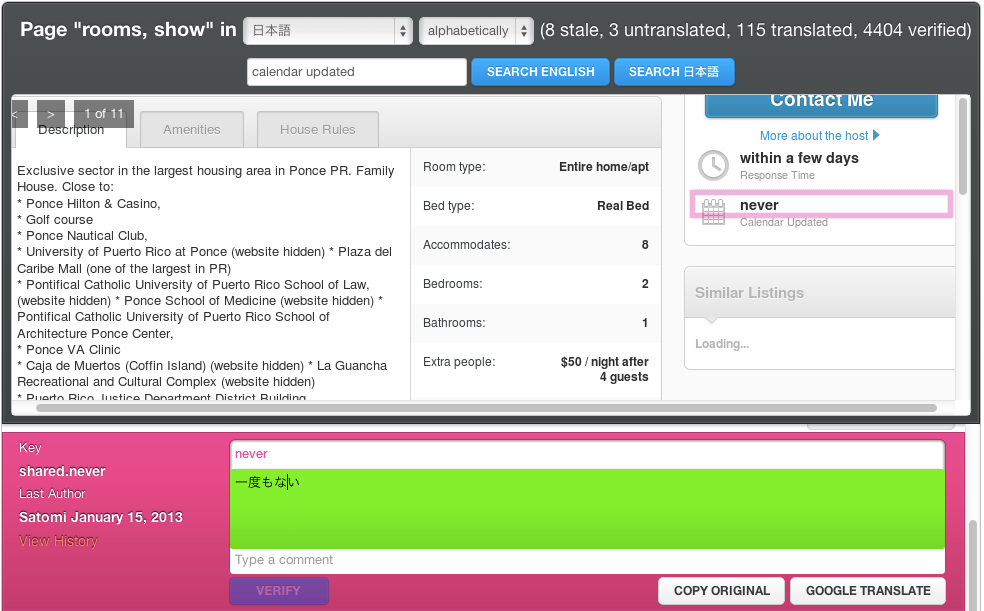 Page "rooms, show" in 日本語 alphabetically (8 stale, 3 untranslated, 115 translated, 4404 verified)
calendar updated SEARCH ENGLISH SEARCH 日本語
< > 1 of 11
Description Amenities House Rules
Exclusive sector in the largest housing area in Ponce PR. Family
House. Close to:
* Ponce Hilton & Casino,
* Golf course
* Ponce Nautical Club,
* University of Puerto Rico at Ponce (website hidden) * Plaza del
Caribe Mall (one of the largest in PR)
* Pontifical Catholic University of Puerto Rico School of Law,
(website hidden) * Ponce School of Medicine (website hidden) *
Pontifical Catholic University of Puerto Rico School of
Architecture Ponce Center,
* Ponce VA Clinic
* Caja de Muertos (Coffin Island) (website hidden) * La Guancha
Recreational and Cultural Complex (website hidden)
* Puerto Rico Justice Department District Building
Room type: Entire home/apt
Bed type: Real Bed
Accommodates: 8
Bedrooms: 2
Bathrooms: 1
Extra people: $50 / night after
4 guests
Contact Me
More about the host
within a few days
Response Time
never
Calendar Updated
Similar Listings
Loading...
Key
shared.never
Last Author
Satomi January 15, 2013
View History
never
一度もない
Type a comment
VERIFY COPY ORIGINAL GOOGLE TRANSLATE